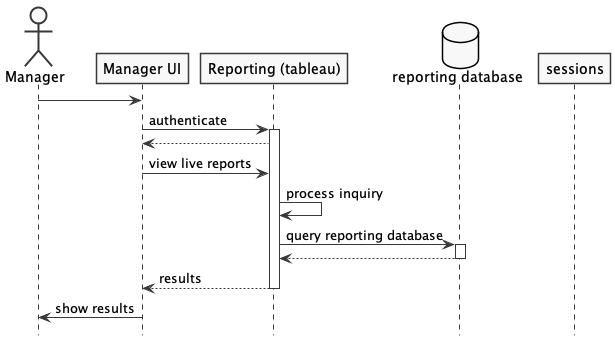 Manager
Manager UI
Reporting (tableau)
reporting database
sessions
authenticate
view live reports
process inquiry
query reporting database
results
show results